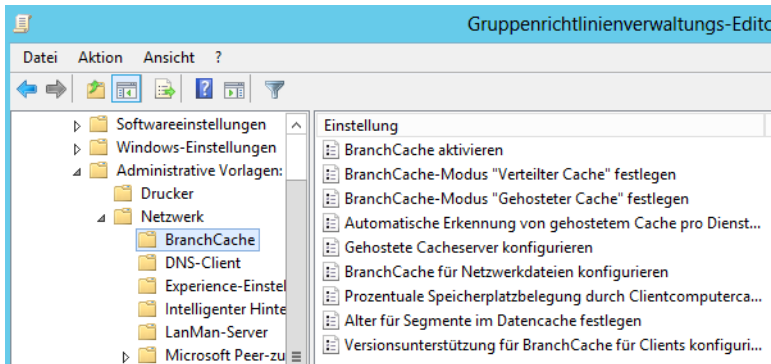 Gruppenrichtlinienverwaltungs-Edito
Datei Aktion Ansicht ?
Softwareeinstellungen
Windows-Einstellungen
Administrative Vorlagen:
Drucker
Netzwerk
BranchCache
DNS-Client
Experience-Einstel
Intelligenter Hinte
LanMan-Server
Microsoft Peer-zu
Einstellung
BranchCache aktivieren
BranchCache-Modus "Verteilter Cache" festlegen
BranchCache-Modus "Gehosteter Cache" festlegen
Automatische Erkennung von gehostetem Cache pro Dienst...
Gehostete Cacheserver konfigurieren
BranchCache für Netzwerkdateien konfigurieren
Prozentuale Speicherplatzbelegung durch Clientcomputerca...
Alter für Segmente im Datencache festlegen
Versionsunterstützung für BranchCache für Clients konfiguri...